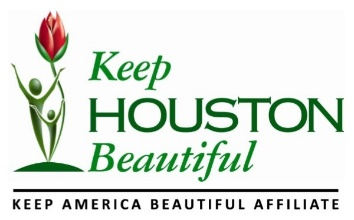 Keep
HOUSTON
Beautiful
KEEP AMERICA BEAUTIFUL AFFILIATE